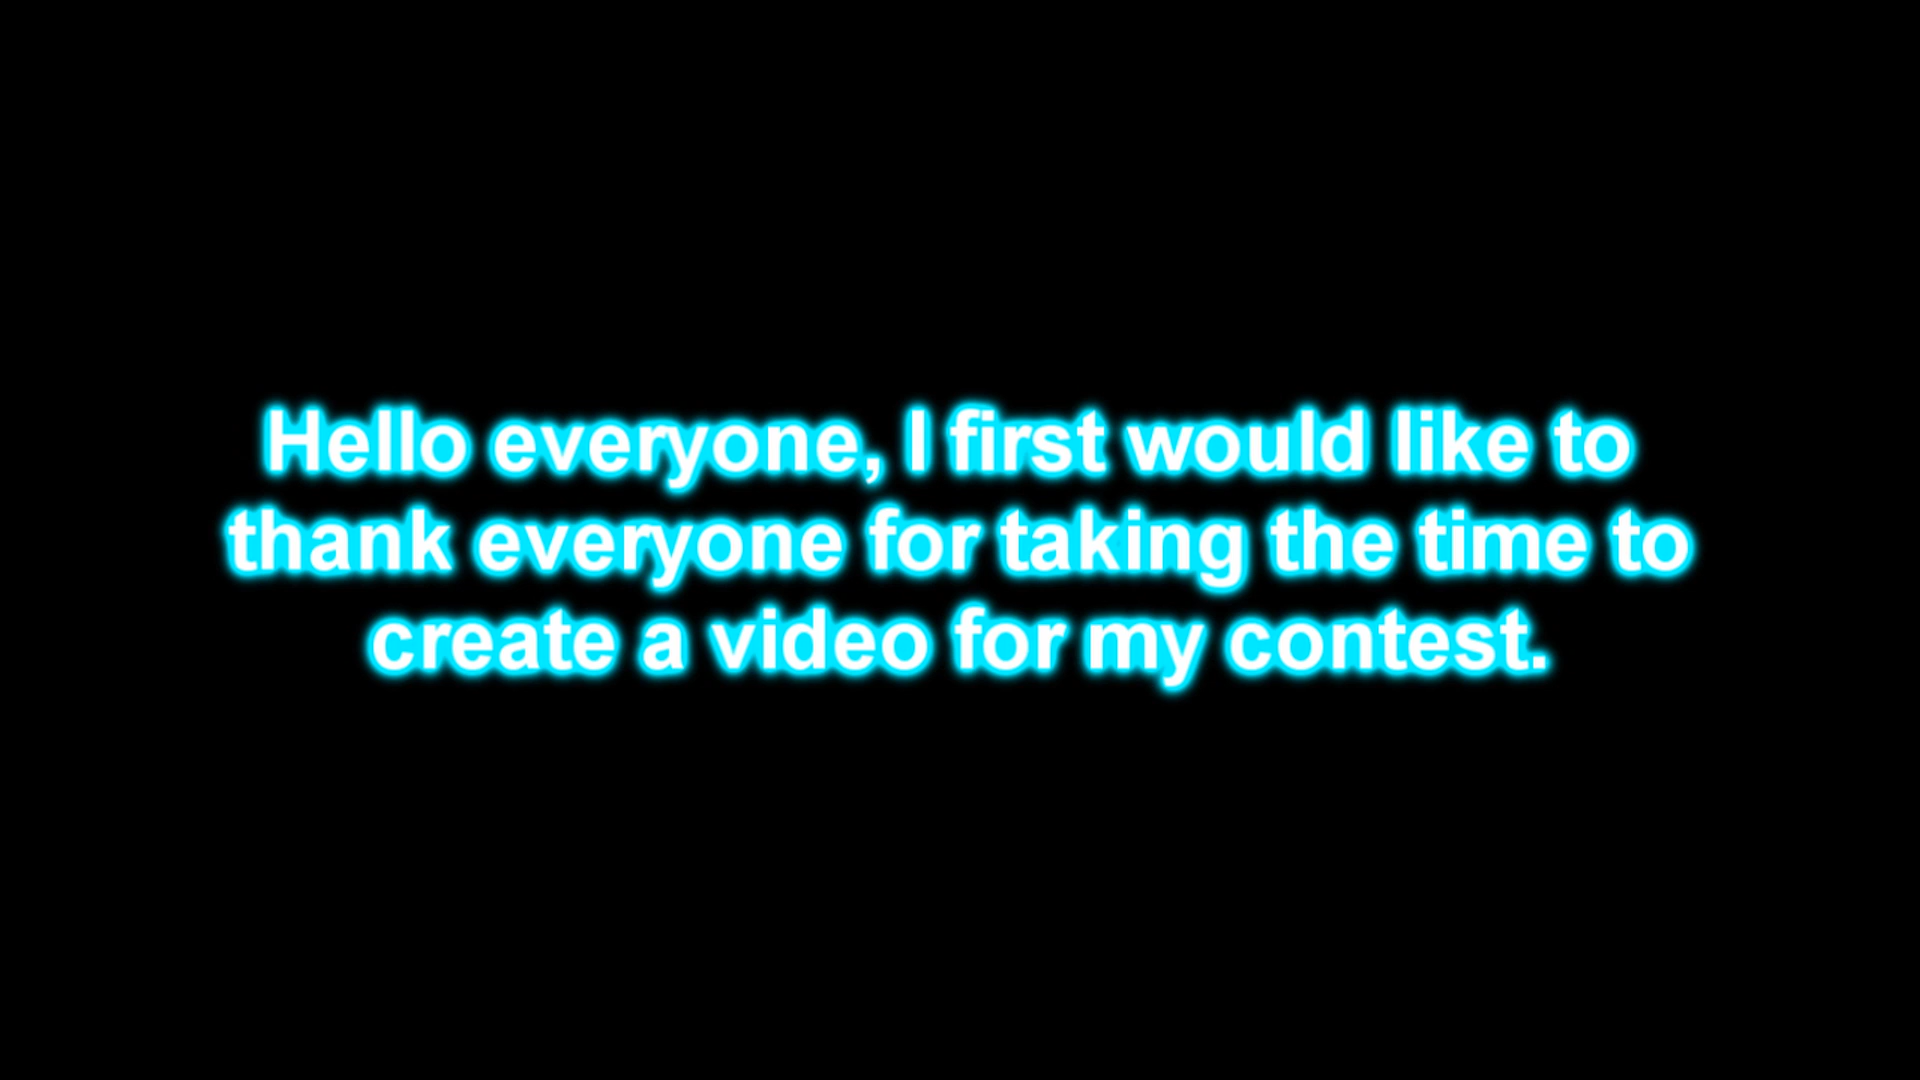 Hello everyone, I first would like to
thank everyone for taking the time to
create a video for my contest.